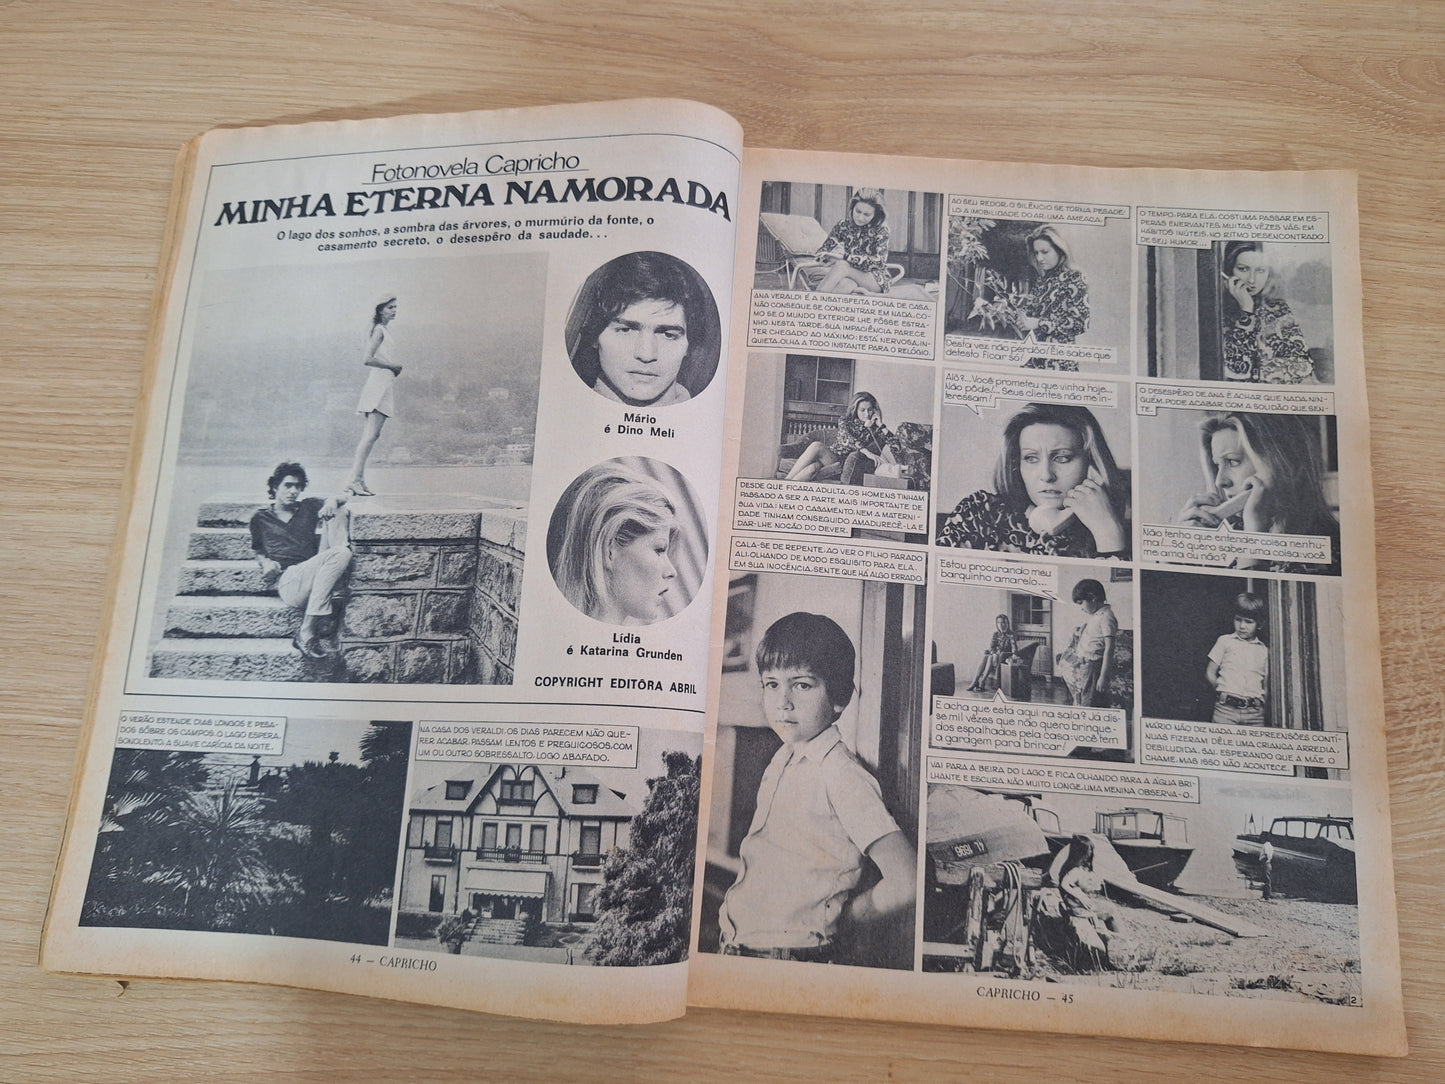 Fotonovela Capricho
MINHA ETERNA NAMORADA
O lago dos sonhos, a sombra das árvores, o murmúrio da fonte, o
casamento secreto, o desespêro da saudade...
Mário
é Dino Meli
Lídia
é Katarina Grunden
COPYRIGHT EDITÔRA ABRIL
O VERÃO ESTENDE DIAS LONGOS E PESA-
DOS SÔBRE OS CAMPOS. O LAGO ESPERA,
SONOLENTO, A SUAVE CARÍCIA DA NOITE.
NA CASA DOS VERALDI, OS DIAS PARECEM NÃO QUE-
RER ACABAR. PASSAM LENTOS E PREGUIÇOSOS, COM
UM OU OUTRO SOBRESSALTO, LOGO ABAFADO.
44 — CAPRICHO
ANA VERALDI É A INSATISFEITA DONA DE CASA.
NÃO CONSEGUE SE CONCENTRAR EM NADA, CO-
MO SE O MUNDO EXTERIOR LHE FÔSSE ESTRA-
NHO. NESTA TARDE, SUA IMPACIÊNCIA PARECE
TER CHEGADO AO MÁXIMO: ESTÁ NERVOSA, IN-
QUIETA, OLHA A TODO INSTANTE PARA O RELÓGIO.
AO SEU REDOR, O SILÊNCIO SE TORNA PESADE-
LO. A IMOBILIDADE DO AR, UMA AMEAÇA.
Desta vez não perdôo! Êle sabe que
detesto ficar só!
O TEMPO, PARA ELA, COSTUMA PASSAR EM ES-
PERAS ENERVANTES, MUITAS VÊZES VÃS, EM
HÁBITOS INÚTEIS, NO RITMO DESENCONTRADO
DE SEU HUMOR...
DESDE QUE FICARA ADULTA, OS HOMENS TINHAM
PASSADO A SER A PARTE MAIS IMPORTANTE DE
SUA VIDA; NEM O CASAMENTO, NEM A MATERNI-
DADE TINHAM CONSEGUIDO AMADURECÊ-LA E
DAR-LHE NOÇÃO DO DEVER.
Alô?... Você prometeu que vinha hoje...
Não pôde!... Seus clientes não me in-
teressam!
O DESESPÊRO DE ANA É ACHAR QUE NADA, NIN-
GUÉM, PODE ACABAR COM A SOLIDÃO QUE SEN-
TE.
Não tenho que entender coisa nenhu-
ma!... Só quero saber uma coisa: você
me ama ou não?
CALA-SE DE REPENTE, AO VER O FILHO PARADO
ALI, OLHANDO DE MODO ESQUISITO PARA ELA.
EM SUA INOCÊNCIA, SENTE QUE HÁ ALGO ERRADO.
Estou procurando meu
barquinho amarelo...
E acha que está aqui na sala? Já dis-
se mil vêzes que não quero brinque-
dos espalhados pela casa: você tem
a garagem para brincar!
MÁRIO NÃO DIZ NADA. AS REPREENSÕES CONTÍ-
NUAS FIZERAM DÊLE UMA CRIANÇA ARREDIA,
DESILUDIDA. SAI, ESPERANDO QUE A MÃE O
CHAME, MAS ISSO NÃO ACONTECE.
VAI PARA A BEIRA DO LAGO E FICA OLHANDO PARA A ÁGUA BRI-
LHANTE E ESCURA. NÃO MUITO LONGE, UMA MENINA OBSERVA-O.
CAPRICHO — 45
2